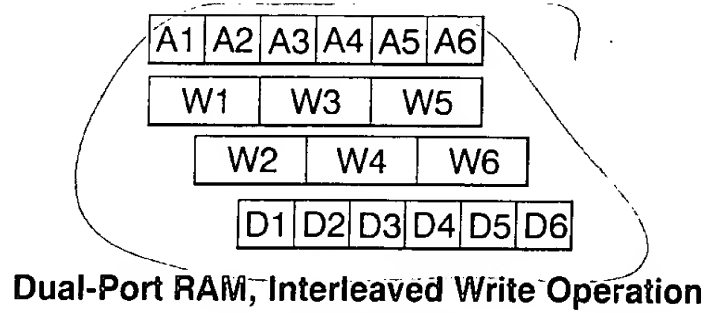 A1 A2 A3 A4 A5 A6
W1 W3 W5
W2 W4 W6
D1 D2 D3 D4 D5 D6
Dual-Port RAM, Interleaved Write Operation